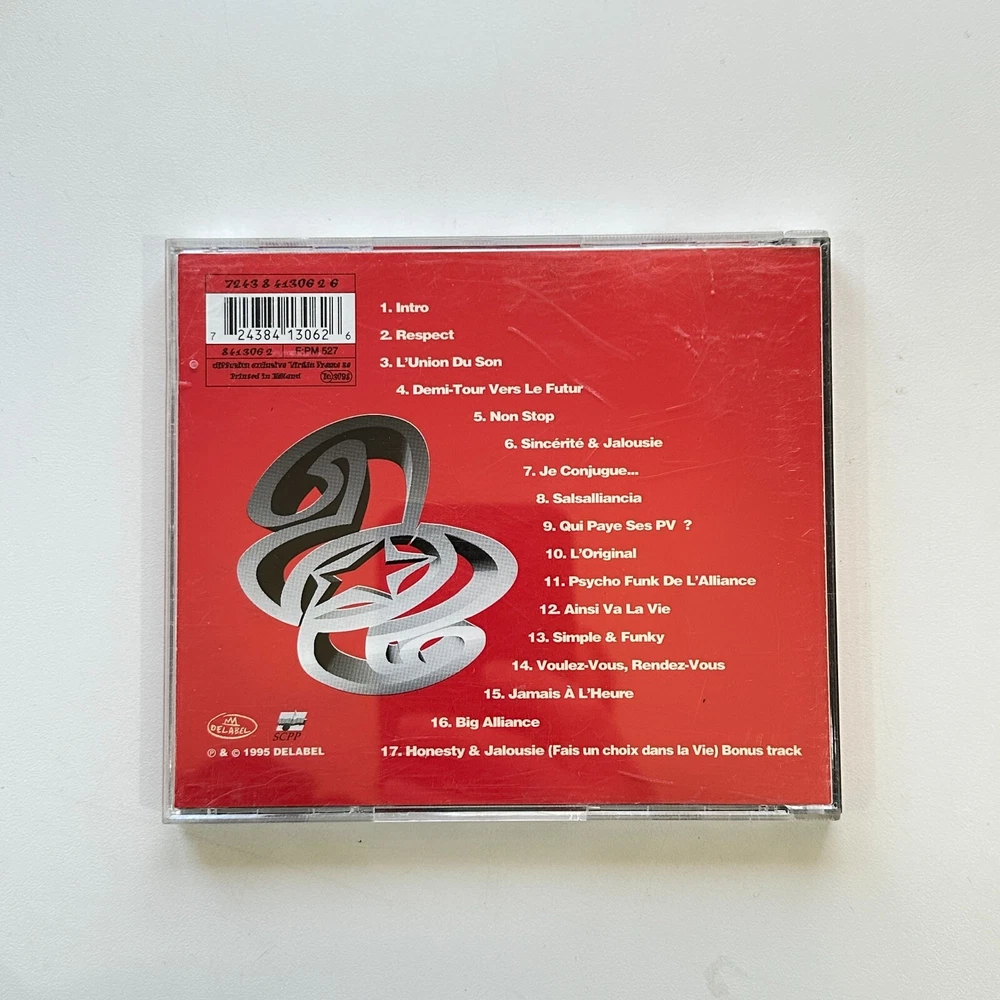 7243 8 413062 6
7 24384 13062 6
841306 2 F:PM 527
Printed in Holland
1. Intro
2. Respect
3. L'Union Du Son
4. Demi-Tour Vers Le Futur
5. Non Stop
6. Sincérité & Jalousie
7. Je Conjugue...
8. Salsalliancia
9. Qui Paye Ses PV ?
10. L'Original
11. Psycho Funk De L'Alliance
12. Ainsi Va La Vie
13. Simple & Funky
14. Voulez-Vous, Rendez-Vous
15. Jamais À L'Heure
16. Big Alliance
17. Honesty & Jalousie (Fais un choix dans la Vie) Bonus track
DELABEL
SCPP
℗ & © 1995 DELABEL